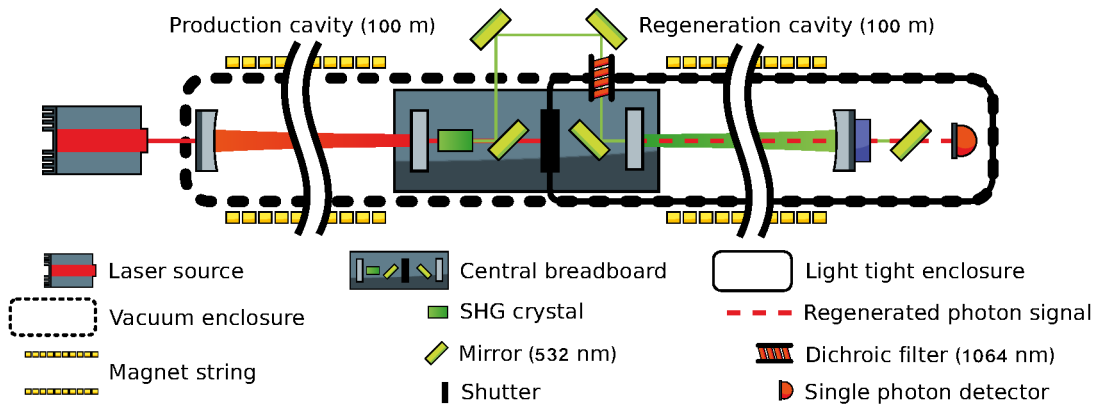 Production cavity (100 m)
Regeneration cavity (100 m)
Laser source
Central breadboard
Light tight enclosure
Vacuum enclosure
SHG crystal
Regenerated photon signal
Magnet string
Mirror (532 nm)
Dichroic filter (1064 nm)
Shutter
Single photon detector